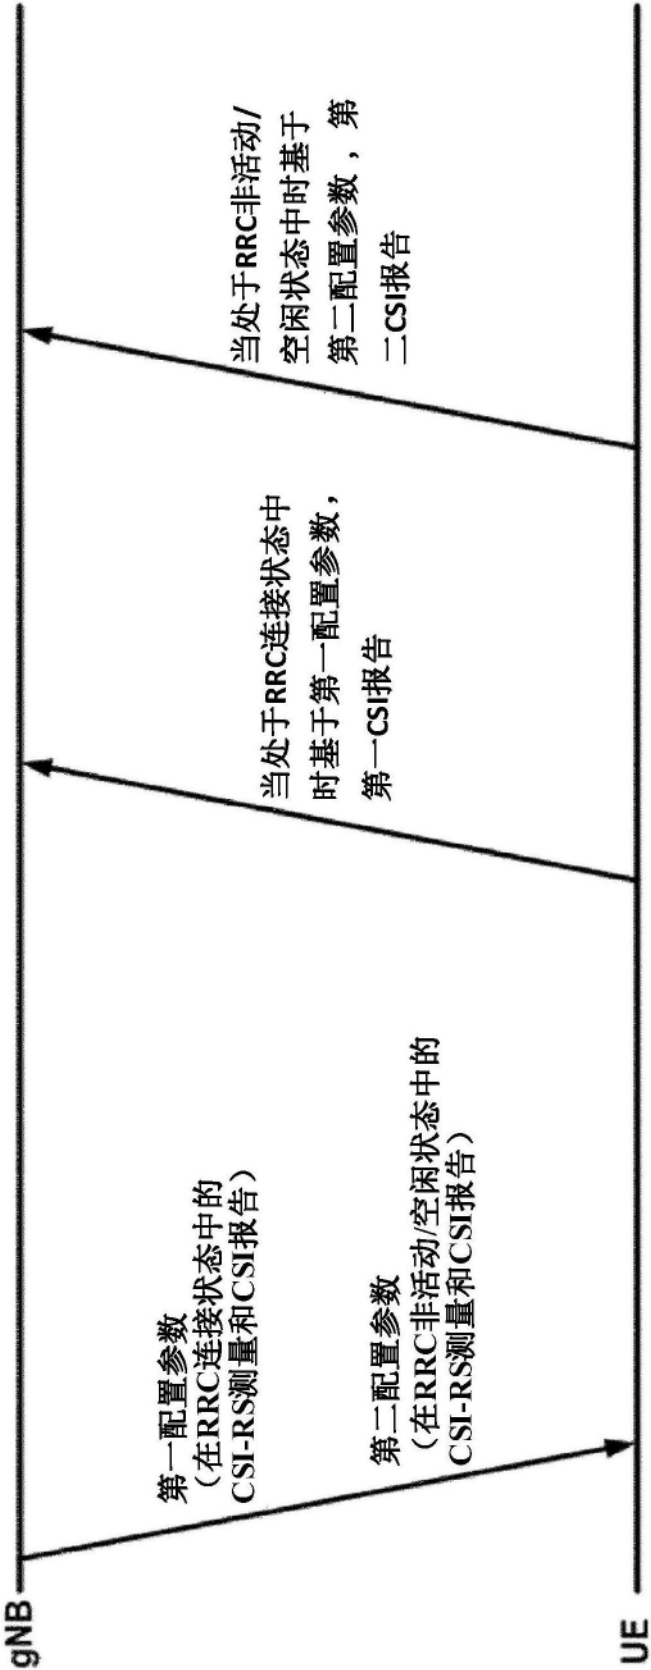 gNB
第一配置参数
（在RRC连接状态中的
CSI-RS测量和CSI报告）
第二配置参数
（在RRC非活动/空闲状态中的
CSI-RS测量和CSI报告）
当处于RRC连接状态中
时基于第一配置参数，
第一CSI报告
当处于RRC非活动/
空闲状态中时基于
第二配置参数，第
二CSI报告
UE